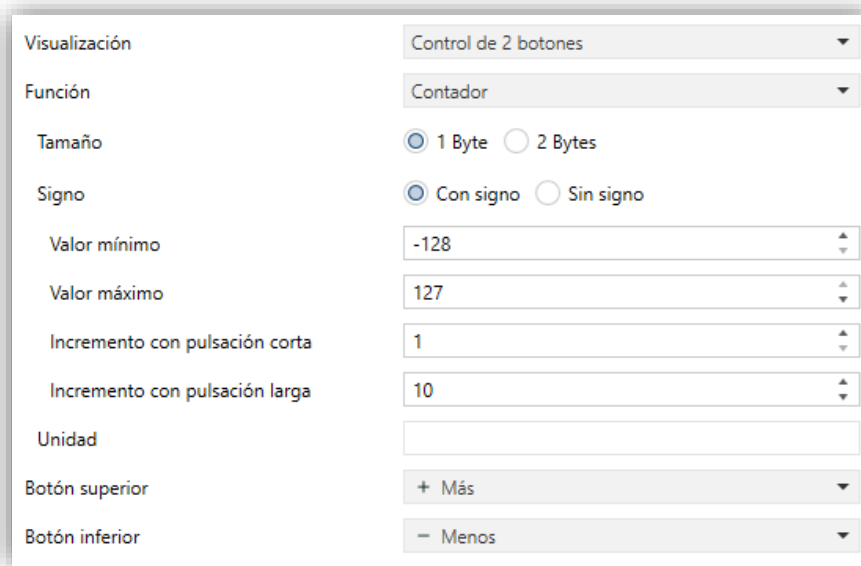 Visualización Control de 2 botones
Función Contador
Tamaño 1 Byte 2 Bytes
Signo Con signo Sin signo
Valor mínimo -128
Valor máximo 127
Incremento con pulsación corta 1
Incremento con pulsación larga 10
Unidad
Botón superior + Más
Botón inferior − Menos